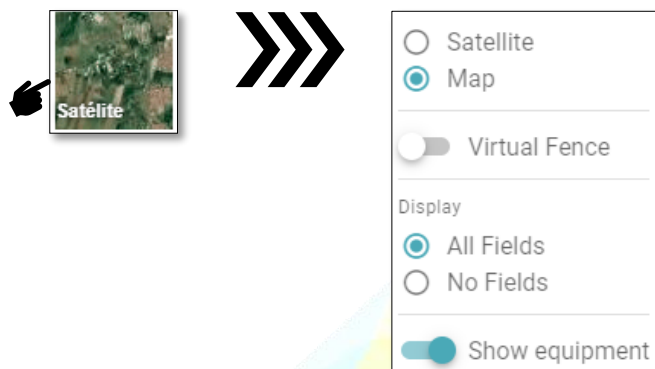 Satélite
Satellite
Map
Virtual Fence
Display
All Fields
No Fields
Show equipment